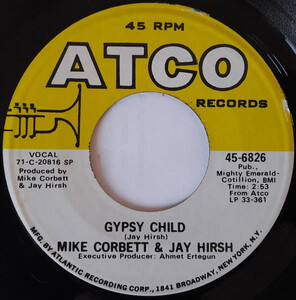 45 RPM
ATCO
RECORDS
VOCAL
71-C-20816 SP
Produced by
Mike Corbett
& Jay Hirsh
45-6826
Pub.,
Mighty Emerald-
Cotillion, BMI
Time: 2:53
From Atco
LP 33-361
GYPSY CHILD
(Jay Hirsh)
MIKE CORBETT & JAY HIRSH
Executive Producer: Ahmet Ertegun
MFG. BY ATLANTIC RECORDING CORP., 1841 BROADWAY, NEW YORK, N.Y.